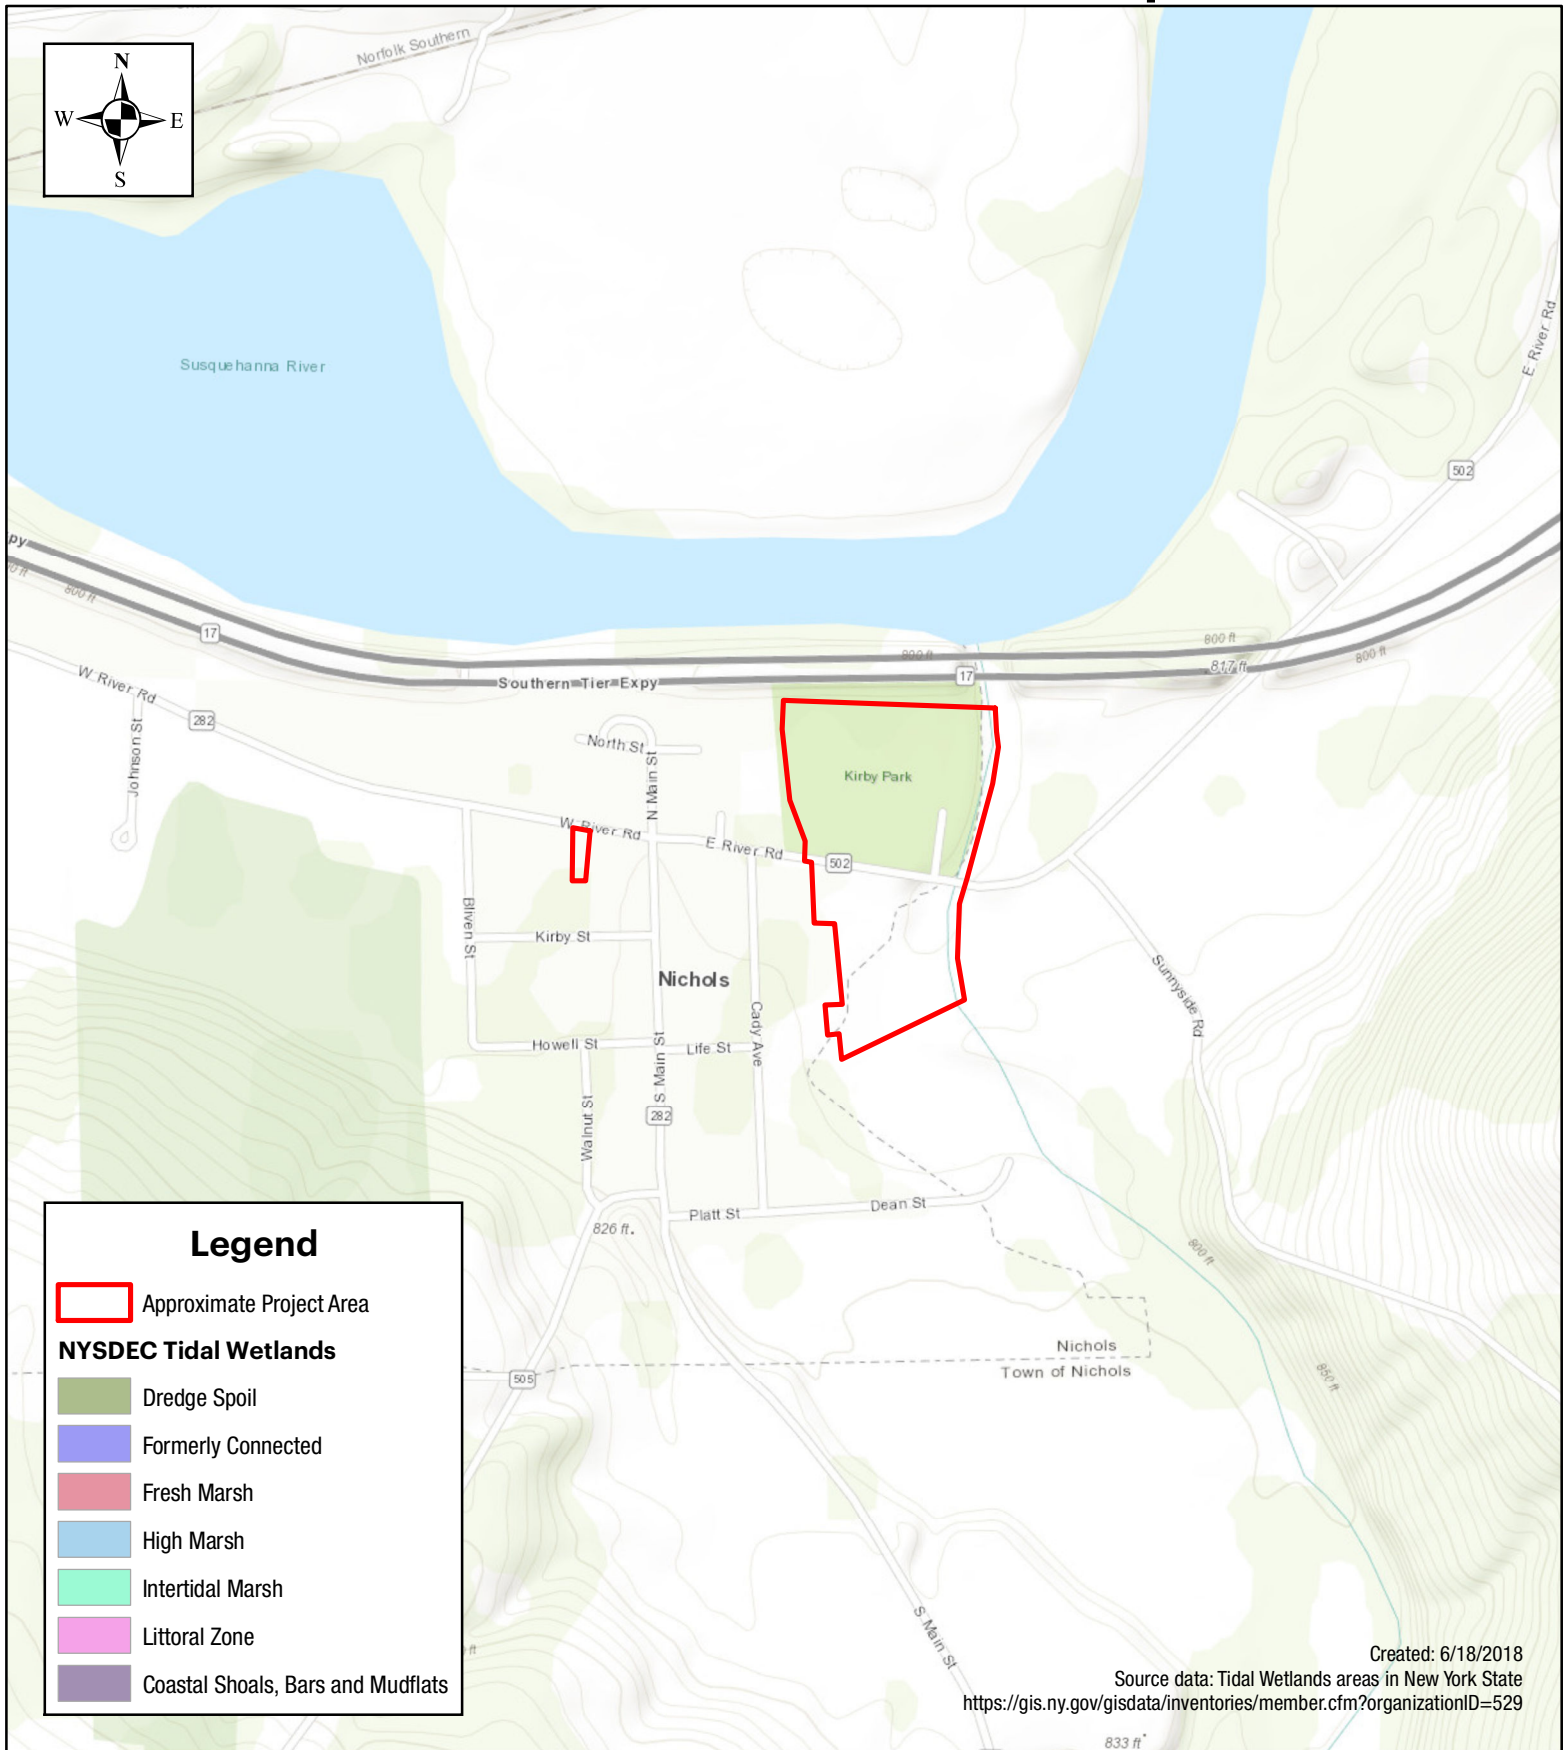 Norfolk Southern
N
W E
S
Susquehanna River
E River Rd
502
py
800 ft
17
800 ft
817 ft
800 ft
800 ft
17
Southern Tier Expy
W River Rd
282
Johnson St
North St
N Main St
Kirby Park
W River Rd
E River Rd
502
Bliven St
Kirby St
Nichols
Cady Ave
Sunnyside Rd
Howell St
Life St
S Main St
282
Walnut St
Platt St
Dean St
826 ft.
800 ft
Nichols
Town of Nichols
505
850 ft
S Main St
833 ft
ft
Legend
Approximate Project Area
NYSDEC Tidal Wetlands
Dredge Spoil
Formerly Connected
Fresh Marsh
High Marsh
Intertidal Marsh
Littoral Zone
Coastal Shoals, Bars and Mudflats
Created: 6/18/2018
Source data: Tidal Wetlands areas in New York State
https://gis.ny.gov/gisdata/inventories/member.cfm?organizationID=529